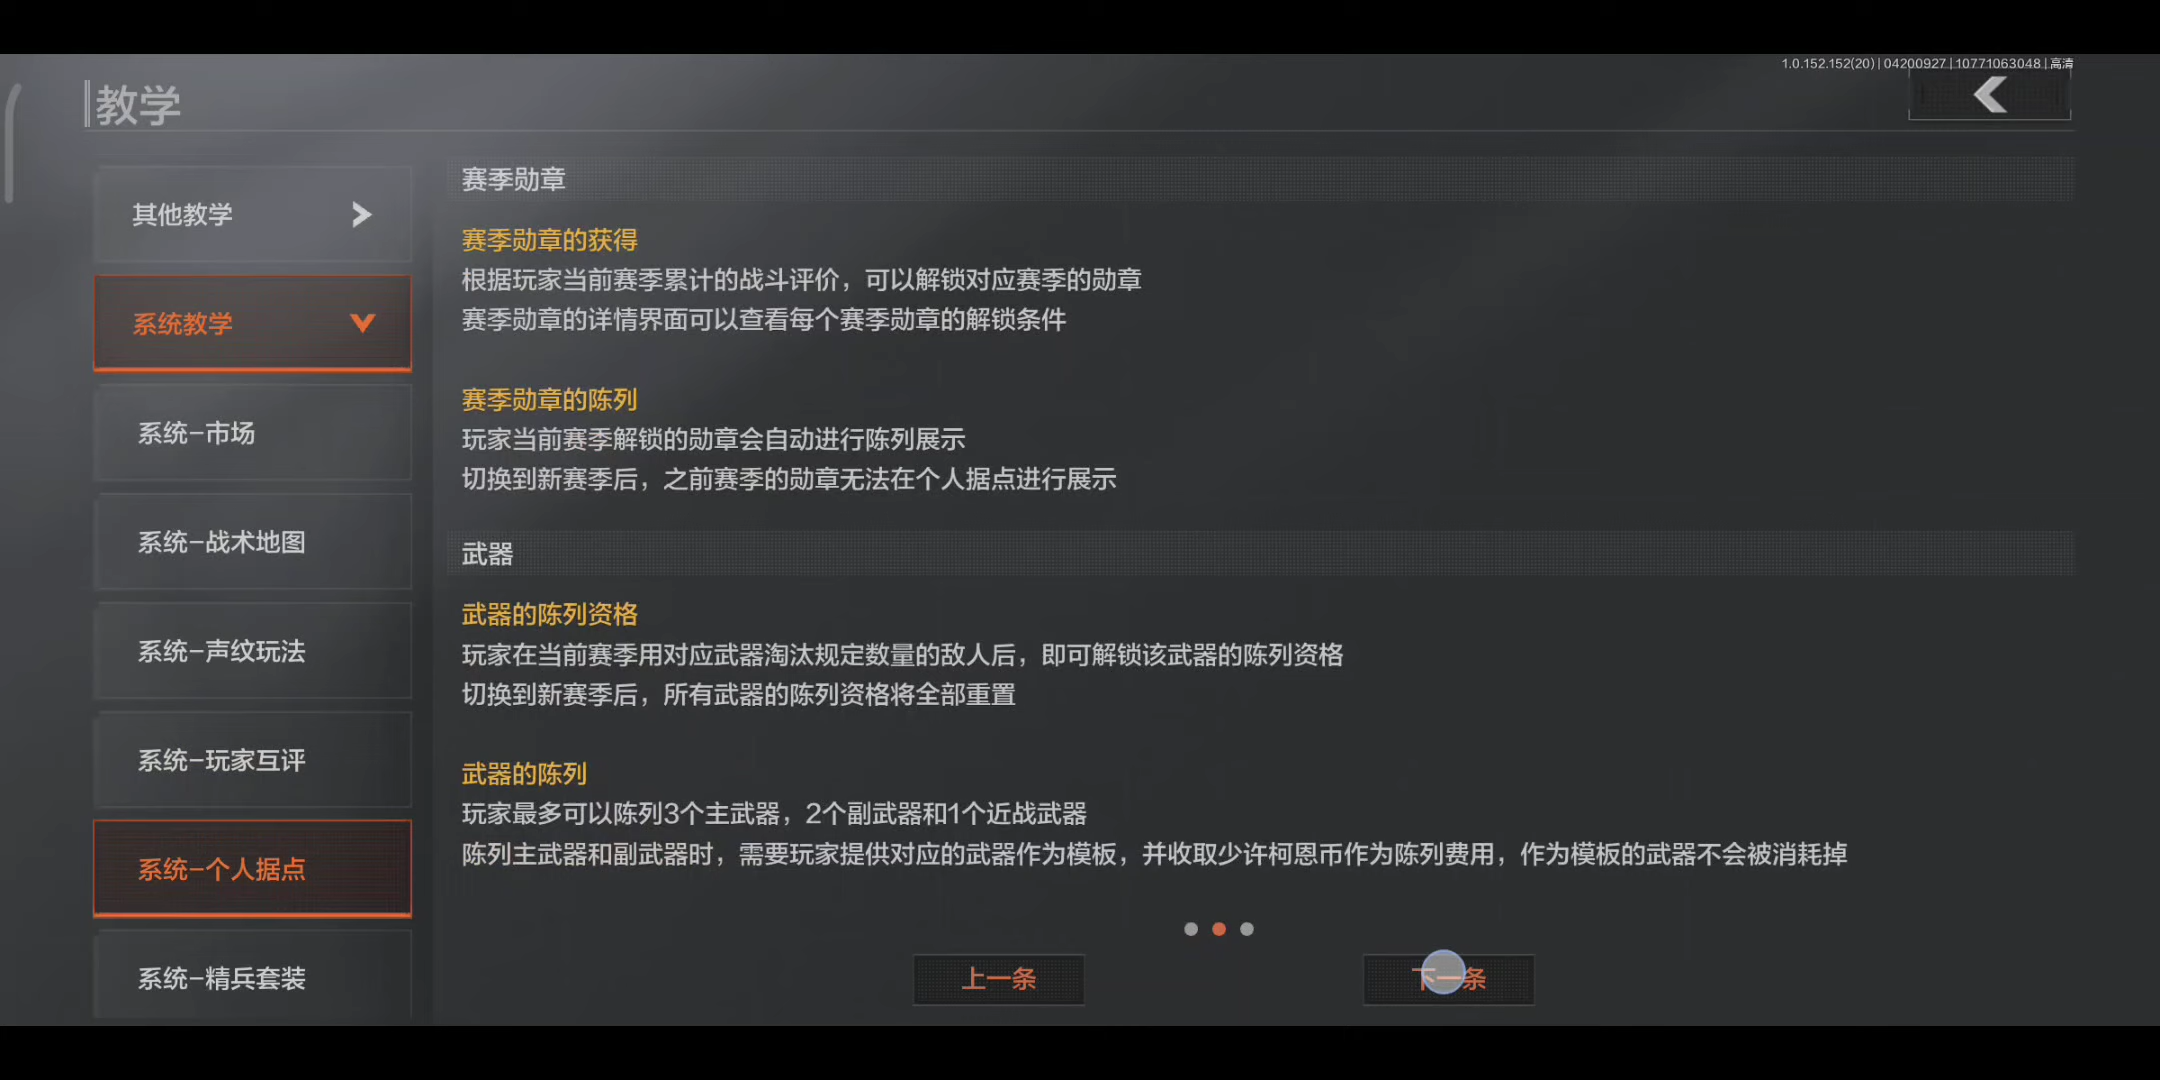 1.0.152.152(20) | 04200927 | 10771063048 | 高清
教学
其他教学
系统教学
系统-市场
系统-战术地图
系统-声纹玩法
系统-玩家互评
系统-个人据点
系统-精兵套装
赛季勋章
赛季勋章的获得
根据玩家当前赛季累计的战斗评价，可以解锁对应赛季的勋章
赛季勋章的详情界面可以查看每个赛季勋章的解锁条件
赛季勋章的陈列
玩家当前赛季解锁的勋章会自动进行陈列展示
切换到新赛季后，之前赛季的勋章无法在个人据点进行展示
武器
武器的陈列资格
玩家在当前赛季用对应武器淘汰规定数量的敌人后，即可解锁该武器的陈列资格
切换到新赛季后，所有武器的陈列资格将全部重置
武器的陈列
玩家最多可以陈列3个主武器，2个副武器和1个近战武器
陈列主武器和副武器时，需要玩家提供对应的武器作为模板，并收取少许柯恩币作为陈列费用，作为模板的武器不会被消耗掉
上一条
下一条